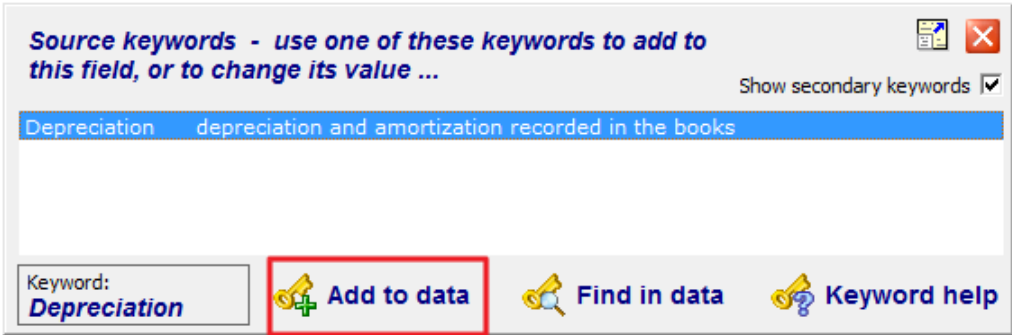 Source keywords - use one of these keywords to add to
this field, or to change its value ...
Show secondary keywords
Depreciation depreciation and amortization recorded in the books
Keyword:
Depreciation
Add to data
Find in data
Keyword help